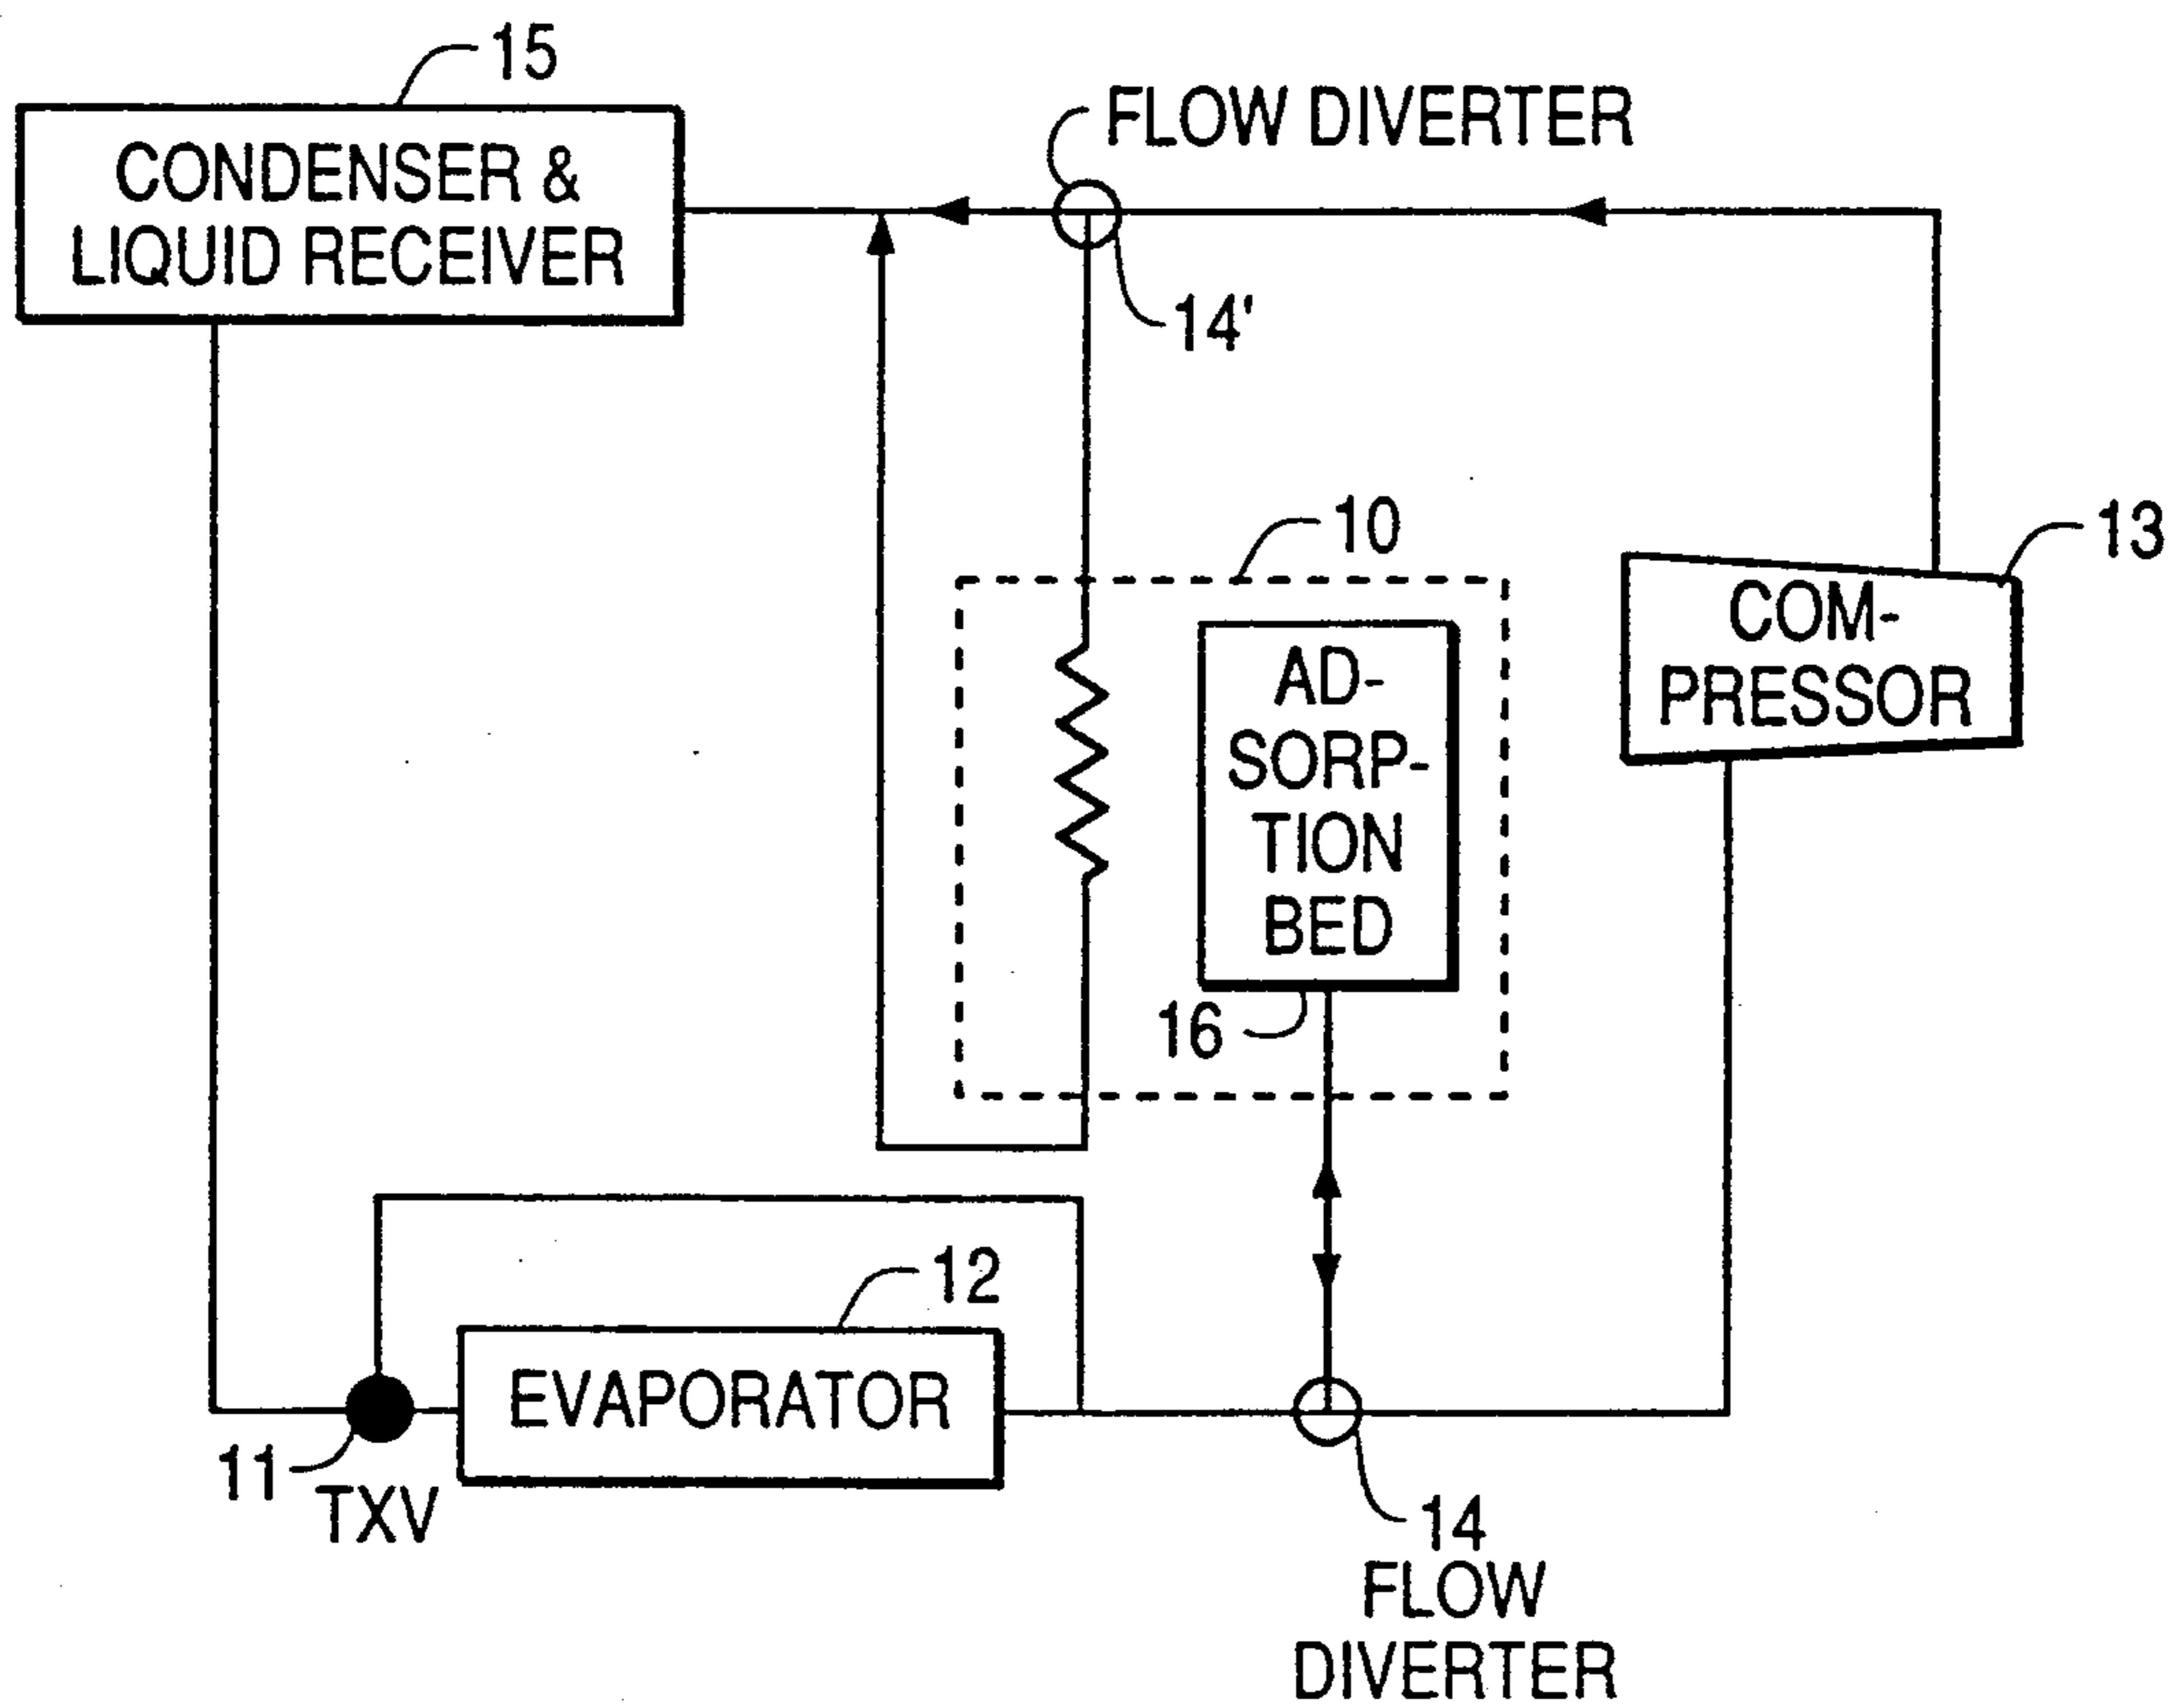 15
CONDENSER &
LIQUID RECEIVER
FLOW DIVERTER
14'
10
13
COM-
PRESSOR
AD-
SORP-
TION
BED
16
12
EVAPORATOR
11
TXV
14
FLOW
DIVERTER